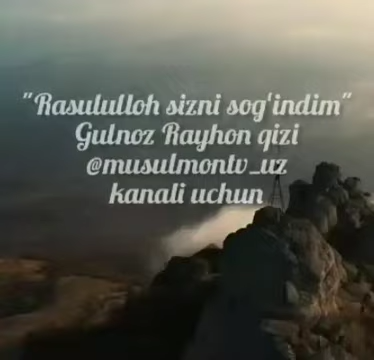 "Rasululloh sizni sog'indim"
Gulnoz Rayhon qizi
@musulmontv_uz
kanali uchun